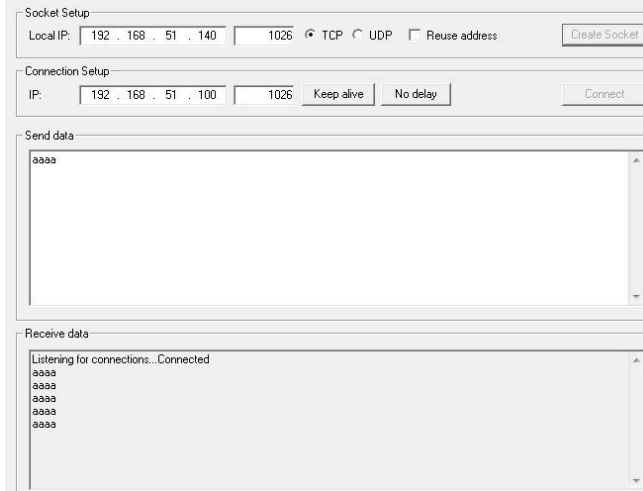 Socket Setup
Local IP: 192 . 168 . 51 . 140 1026 TCP UDP Reuse address Create Socket
Connection Setup
IP: 192 . 168 . 51 . 100 1026 Keep alive No delay Connect
Send data
aaaa
Receive data
Listening for connections...Connected
aaaa
aaaa
aaaa
aaaa
aaaa